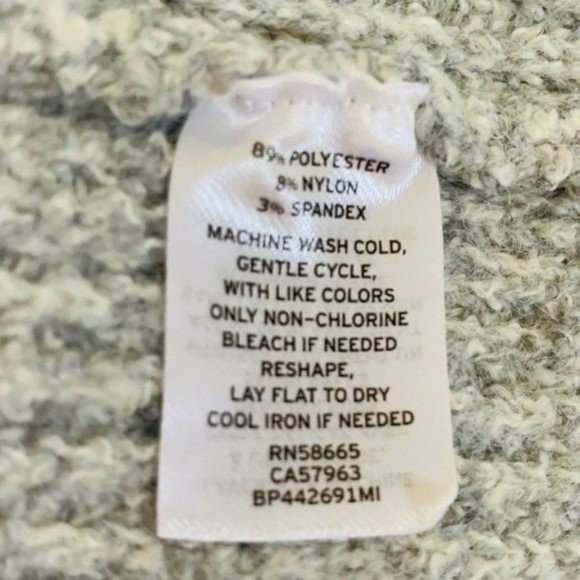 89% POLYESTER
8% NYLON
3% SPANDEX
MACHINE WASH COLD,
GENTLE CYCLE,
WITH LIKE COLORS
ONLY NON-CHLORINE
BLEACH IF NEEDED
RESHAPE,
LAY FLAT TO DRY
COOL IRON IF NEEDED
RN58665
CA57963
BP442691MI